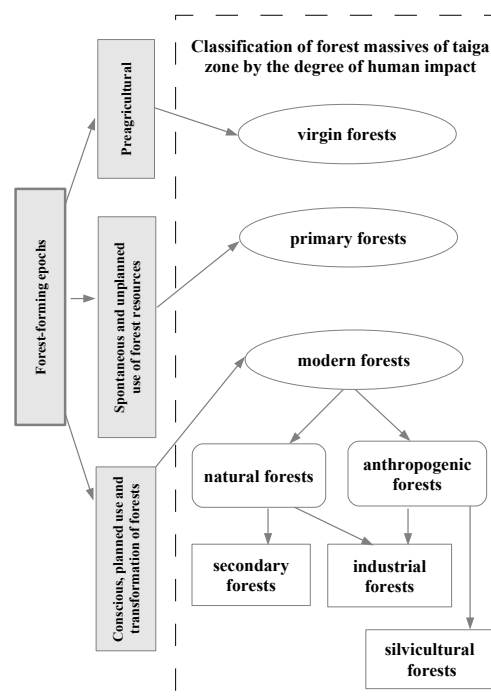 Classification of forest massives of taiga
zone by the degree of human impact
Forest-forming epochs
Preagricultural
virgin forests
Spontaneous and unplanned
use of forest resources
primary forests
Conscious, planned use and
transformation of forests
modern forests
natural forests
anthropogenic
forests
secondary
forests
industrial
forests
silvicultural
forests